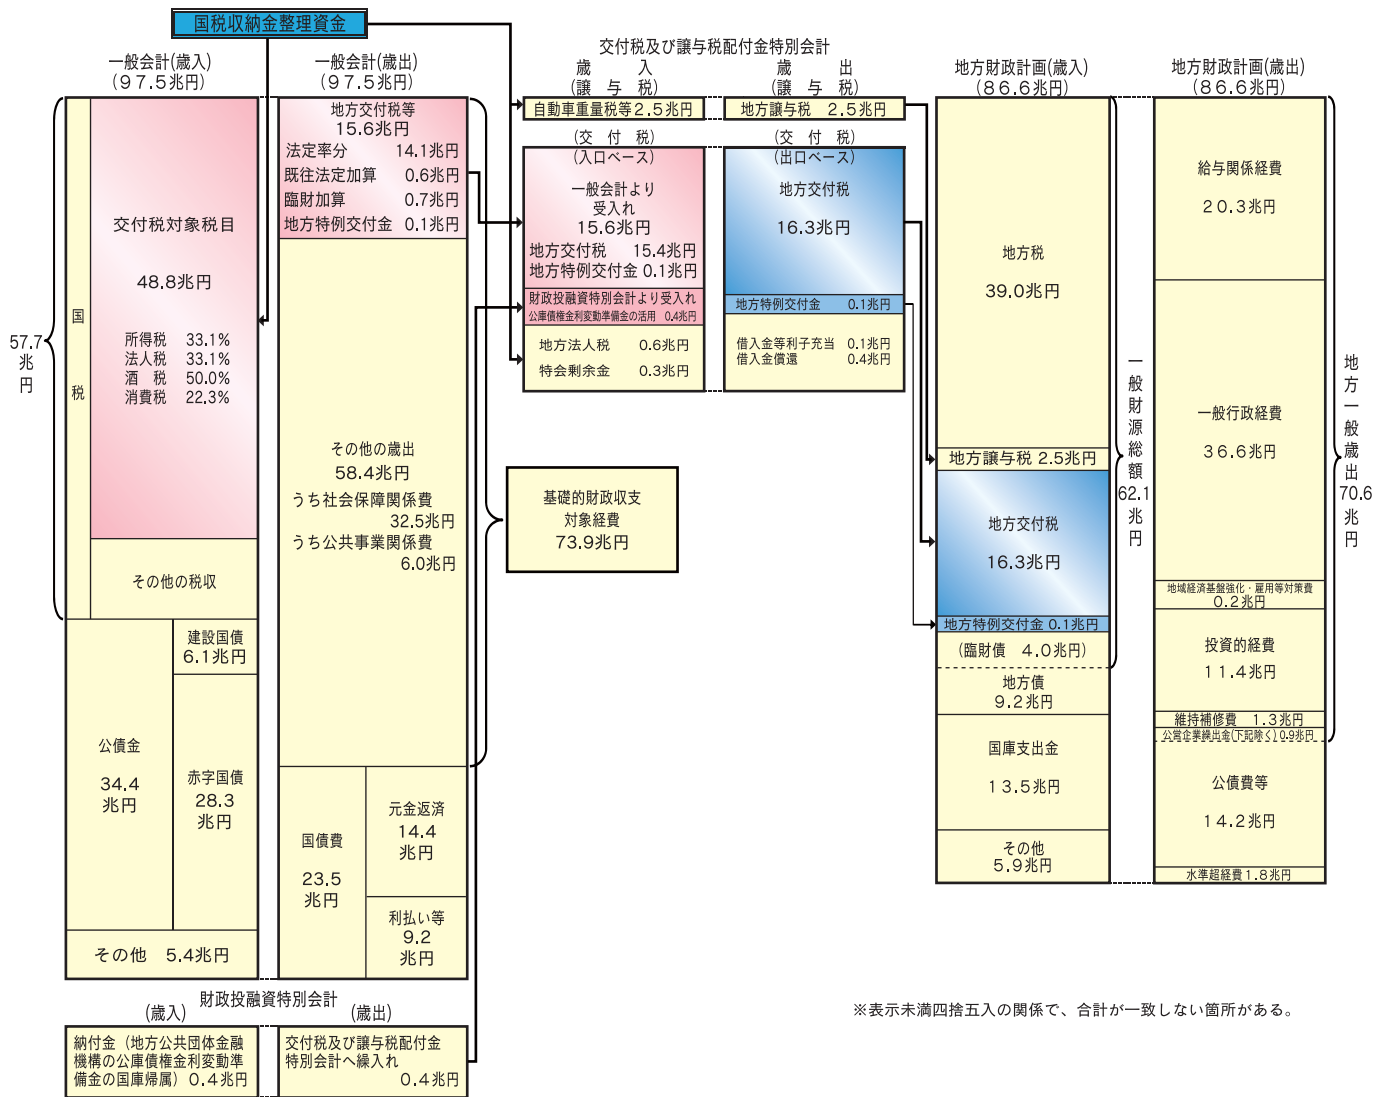 国税収納金整理資金
一般会計(歳入)
(97.5兆円)
一般会計(歳出)
(97.5兆円)
57.7
兆
円
国
税
交付税対象税目
48.8兆円
所得税 33.1%
法人税 33.1%
酒 税 50.0%
消費税 22.3%
その他の税収
公債金
34.4
兆円
建設国債
6.1兆円
赤字国債
28.3
兆円
その他 5.4兆円
地方交付税等
15.6兆円
法定率分 14.1兆円
既往法定加算 0.6兆円
臨財加算 0.7兆円
地方特例交付金 0.1兆円
その他の歳出
58.4兆円
うち社会保障関係費
32.5兆円
うち公共事業関係費
6.0兆円
国債費
23.5
兆円
元金返済
14.4
兆円
利払い等
9.2
兆円
基礎的財政収支
対象経費
73.9兆円
財政投融資特別会計
(歳入)
(歳出)
納付金（地方公共団体金融
機構の公庫債権金利変動準
備金の国庫帰属）0.4兆円
交付税及び譲与税配付金
特別会計へ繰入れ
0.4兆円
交付税及び譲与税配付金特別会計
歳 入
(譲 与 税)
歳 出
(譲 与 税)
自動車重量税等2.5兆円
地方譲与税 2.5兆円
(交 付 税)
(入口ベース)
(交 付 税)
(出口ベース)
一般会計より
受入れ
15.6兆円
地方交付税 15.4兆円
地方特例交付金 0.1兆円
財政投融資特別会計より受入れ
公庫債権金利変動準備金の活用 0.4兆円
地方法人税 0.6兆円
特会剰余金 0.3兆円
地方交付税
16.3兆円
地方特例交付金 0.1兆円
借入金等利子充当 0.1兆円
借入金償還 0.4兆円
地方財政計画(歳入)
(86.6兆円)
地方財政計画(歳出)
(86.6兆円)
地方税
39.0兆円
地方譲与税 2.5兆円
地方交付税
16.3兆円
地方特例交付金 0.1兆円
(臨財債 4.0兆円)
地方債
9.2兆円
国庫支出金
13.5兆円
その他
5.9兆円
一般財源総額
62.1
兆円
給与関係経費
20.3兆円
一般行政経費
36.6兆円
地域経済基盤強化・雇用等対策費
0.2兆円
投資的経費
11.4兆円
維持補修費 1.3兆円
公営企業繰出金(下記除く)0.9兆円
公債費等
14.2兆円
水準超経費1.8兆円
地方一般歳出
70.6
兆円
※表示未満四捨五入の関係で、合計が一致しない箇所がある。